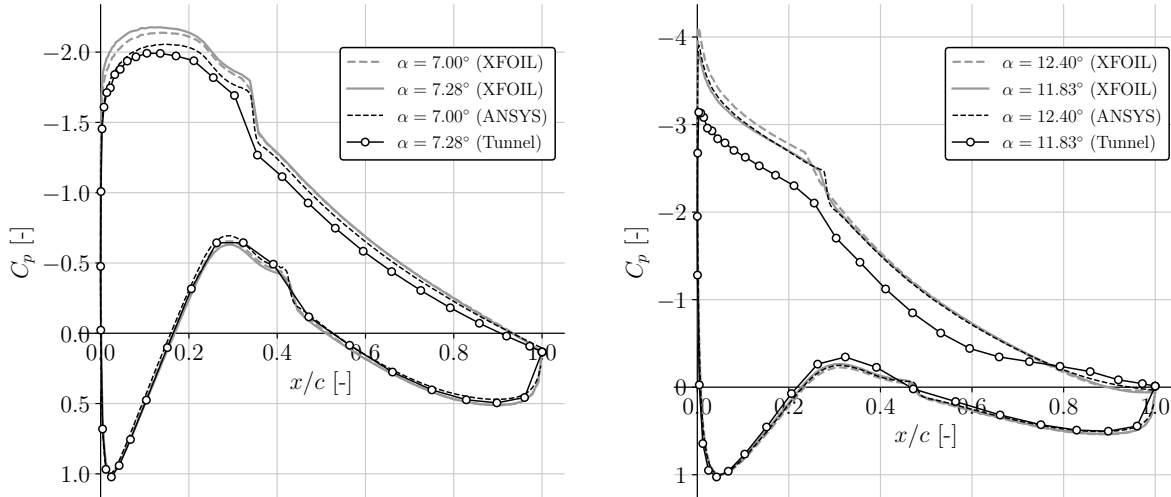 −2.0
−1.5
−1.0
−0.5
0.0
0.5
1.0
C_p [-]
0.0
0.2
0.4
0.6
0.8
1.0
x/c [-]
α = 7.00° (XFOIL)
α = 7.28° (XFOIL)
α = 7.00° (ANSYS)
α = 7.28° (Tunnel)
−4
−3
−2
−1
0
1
C_p [-]
0.0
0.2
0.4
0.6
0.8
1.0
x/c [-]
α = 12.40° (XFOIL)
α = 11.83° (XFOIL)
α = 12.40° (ANSYS)
α = 11.83° (Tunnel)